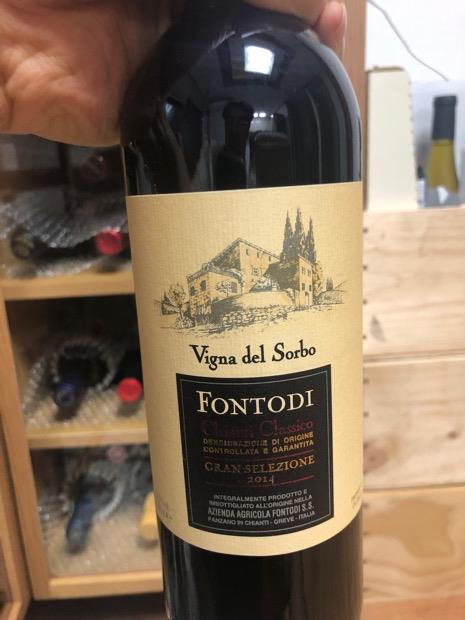 Vigna del Sorbo
FONTODI
Chianti Classico
DENOMINAZIONE DI ORIGINE
CONTROLLATA E GARANTITA
GRAN SELEZIONE
2014
INTEGRALMENTE PRODOTTO E
IMBOTTIGLIATO ALL'ORIGINE NELLA
AZIENDA AGRICOLA FONTODI S.S.
PANZANO IN CHIANTI - GREVE - ITALIA